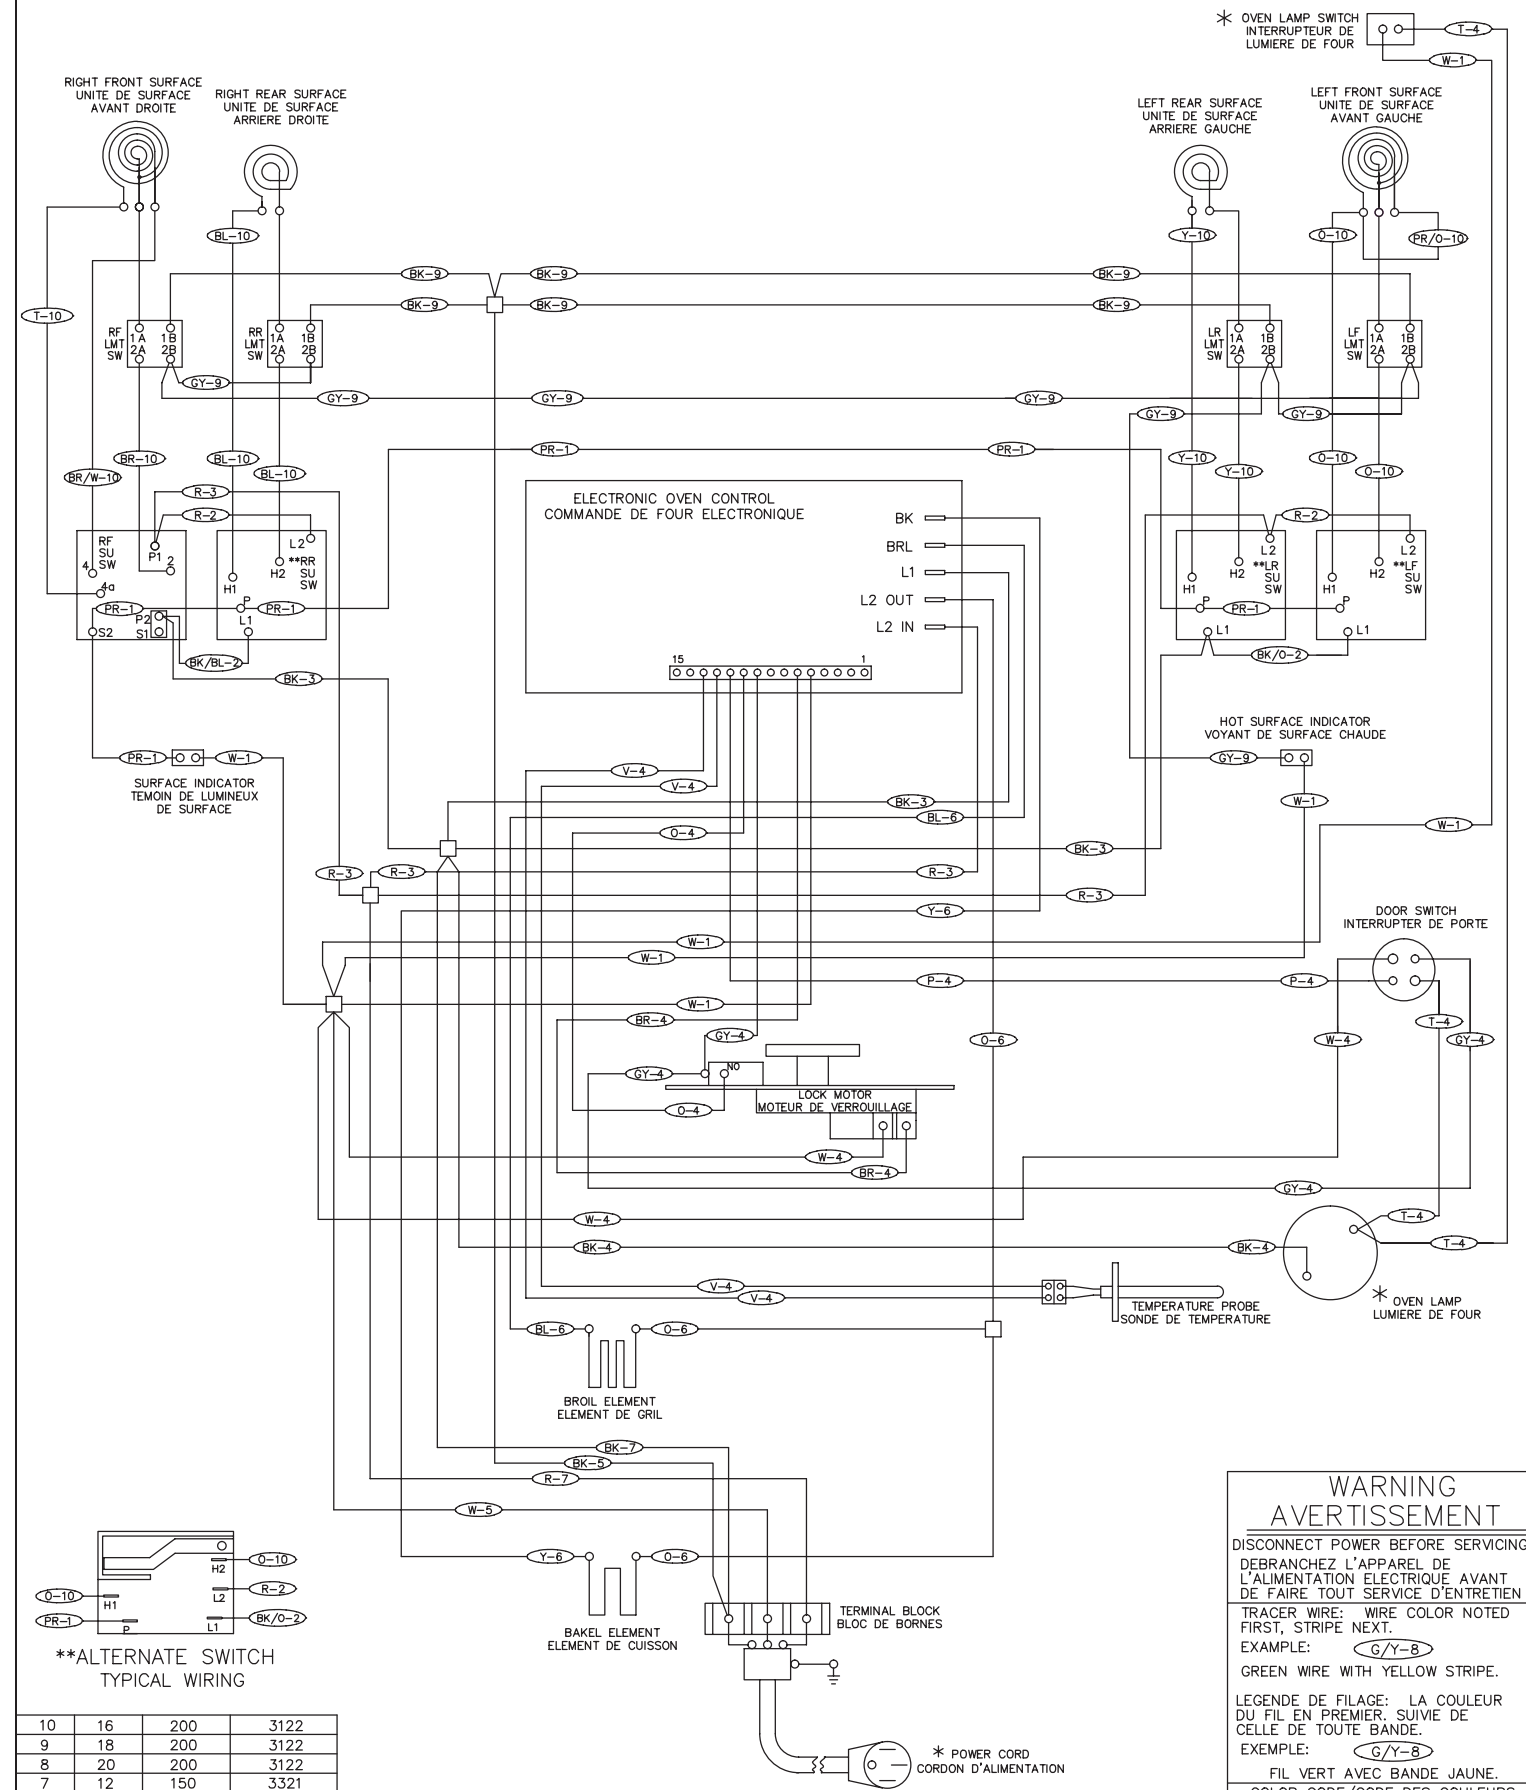 OVEN LAMP SWITCH
INTERRUPTEUR DE
LUMIERE DE FOUR
T-4
W-1
RIGHT FRONT SURFACE
UNITE DE SURFACE
AVANT DROITE
RIGHT REAR SURFACE
UNITE DE SURFACE
ARRIERE DROITE
LEFT REAR SURFACE
UNITE DE SURFACE
ARRIERE GAUCHE
LEFT FRONT SURFACE
UNITE DE SURFACE
AVANT GAUCHE
BL-10
Y-10
O-10
PR/O-10
BK-9
BK-9
BK-9
BK-9
BK-9
BK-9
T-10
RF
LMT
SW
1A
2A
1B
2B
RR
LMT
SW
1A
2A
1B
2B
LR
LMT
SW
1A
2A
1B
2B
LF
LMT
SW
1A
2A
1B
2B
GY-9
GY-9
GY-9
GY-9
GY-9
GY-9
PR-1
PR-1
BR/W-10
BR-10
BL-10
BL-10
Y-10
Y-10
O-10
O-10
R-3
R-2
R-2
RF
SU
SW
P1
2
4
4a
PR-1
P2
S2
S1
L2
**RR
SU
SW
H1
H2
P
PR-1
L1
BK/BL-2
BK-3
ELECTRONIC OVEN CONTROL
COMMANDE DE FOUR ELECTRONIQUE
BK
BRL
L1
L2 OUT
L2 IN
15
1
L2
**LR
SU
SW
H1
H2
P
PR-1
L1
L2
**LF
SU
SW
H1
H2
P
L1
BK/O-2
HOT SURFACE INDICATOR
VOYANT DE SURFACE CHAUDE
GY-9
W-1
PR-1
W-1
SURFACE INDICATOR
TEMOIN DE LUMINEUX
DE SURFACE
V-4
V-4
BK-3
BL-6
O-4
W-1
BK-3
R-3
R-3
R-3
R-3
Y-6
DOOR SWITCH
INTERRUPTER DE PORTE
W-1
W-1
P-4
P-4
W-1
BR-4
GY-4
T-4
W-4
GY-4
O-6
GY-4
NO
O-4
LOCK MOTOR
MOTEUR DE VERROUILLAGE
W-4
BR-4
GY-4
W-4
T-4
BK-4
BK-4
T-4
V-4
V-4
TEMPERATURE PROBE
SONDE DE TEMPERATURE
OVEN LAMP
LUMIERE DE FOUR
BL-6
O-6
BROIL ELEMENT
ELEMENT DE GRIL
BK-7
BK-5
R-7
W-5
Y-6
O-6
BAKEL ELEMENT
ELEMENT DE CUISSON
TERMINAL BLOCK
BLOC DE BORNES
POWER CORD
CORDON D'ALIMENTATION
H2
O-10
L2
R-2
O-10
H1
PR-1
P
L1
BK/O-2
**ALTERNATE SWITCH
TYPICAL WIRING
10 16 200 3122
9 18 200 3122
8 20 200 3122
7 12 150 3321
WARNING
AVERTISSEMENT
DISCONNECT POWER BEFORE SERVICING
DEBRANCHEZ L'APPAREL DE
L'ALIMENTATION ELECTRIQUE AVANT
DE FAIRE TOUT SERVICE D'ENTRETIEN
TRACER WIRE: WIRE COLOR NOTED
FIRST, STRIPE NEXT.
EXAMPLE: G/Y-8
GREEN WIRE WITH YELLOW STRIPE.
LEGENDE DE FILAGE: LA COULEUR
DU FIL EN PREMIER. SUIVIE DE
CELLE DE TOUTE BANDE.
EXEMPLE: G/Y-8
FIL VERT AVEC BANDE JAUNE.
COLOR CODE/CODE DES COULEURS